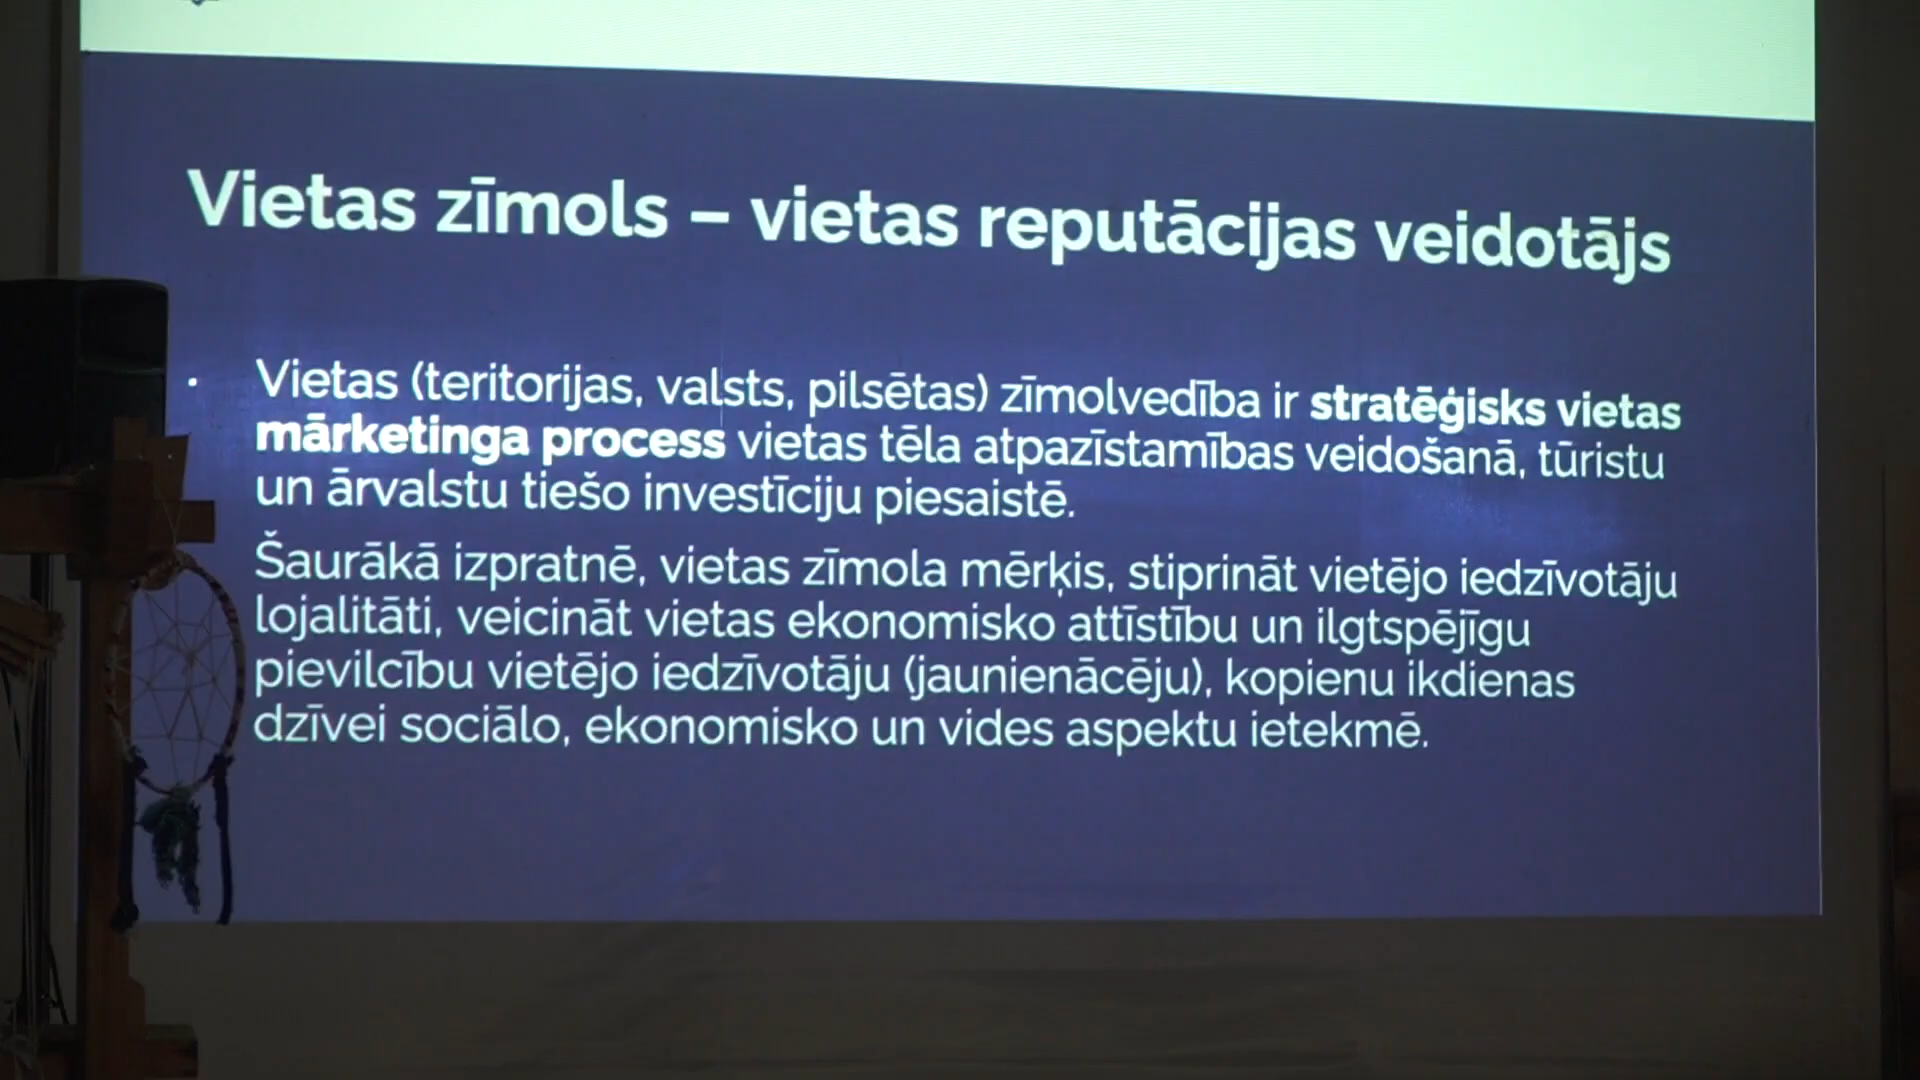 Vietas zīmols – vietas reputācijas veidotājs
• Vietas (teritorijas, valsts, pilsētas) zīmolvedība ir stratēģisks vietas
mārketinga process vietas tēla atpazīstamības veidošanā, tūristu
un ārvalstu tiešo investīciju piesaistē.
Šaurākā izpratnē, vietas zīmola mērķis, stiprināt vietējo iedzīvotāju
lojalitāti, veicināt vietas ekonomisko attīstību un ilgtspējīgu
pievilcību vietējo iedzīvotāju (jaunienācēju), kopienu ikdienas
dzīvei sociālo, ekonomisko un vides aspektu ietekmē.